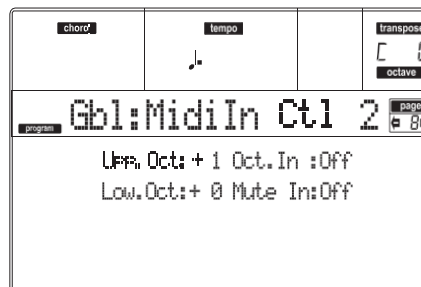 chord
tempo
transpose
octave
program
Gbl:MidiIn Ctl 2
page
Oct:+ 1 Oct.In :Off
Low.Oct:+ 0 Mute In:Off